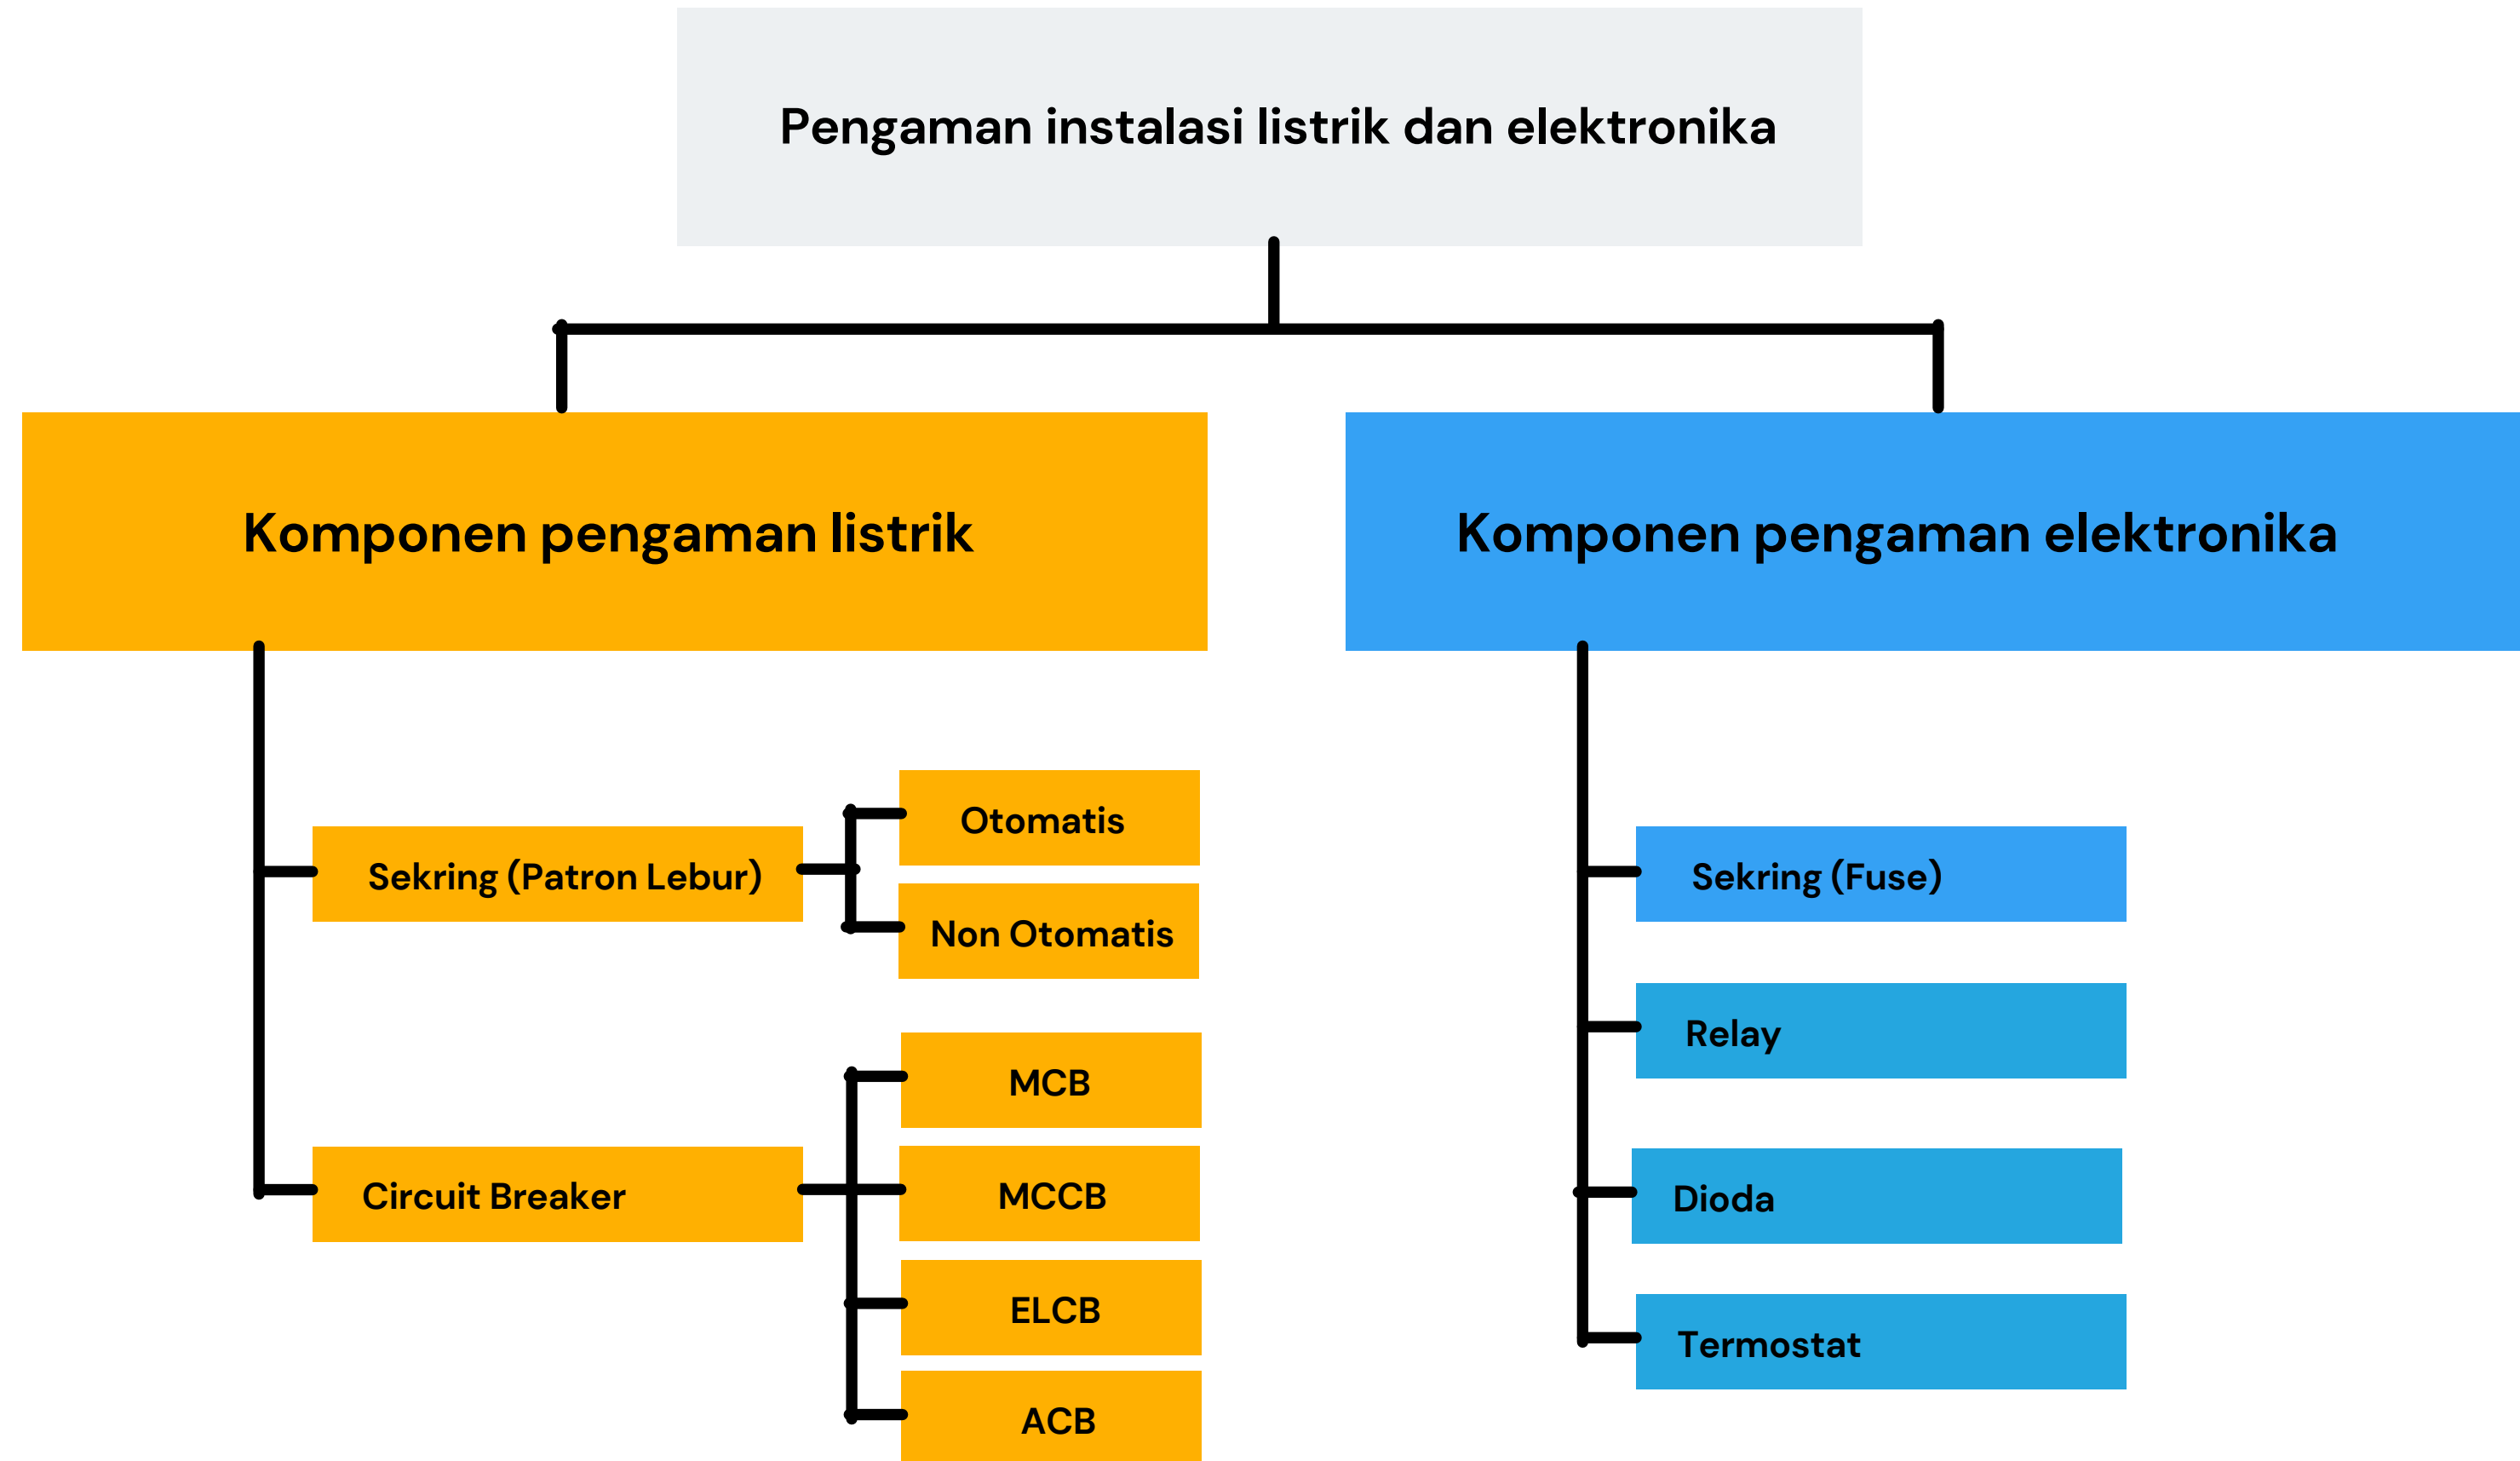 Pengaman instalasi listrik dan elektronika
Komponen pengaman listrik
Komponen pengaman elektronika
Sekring (Patron Lebur)
Otomatis
Non Otomatis
Circuit Breaker
MCB
MCCB
ELCB
ACB
Sekring (Fuse)
Relay
Dioda
Termostat